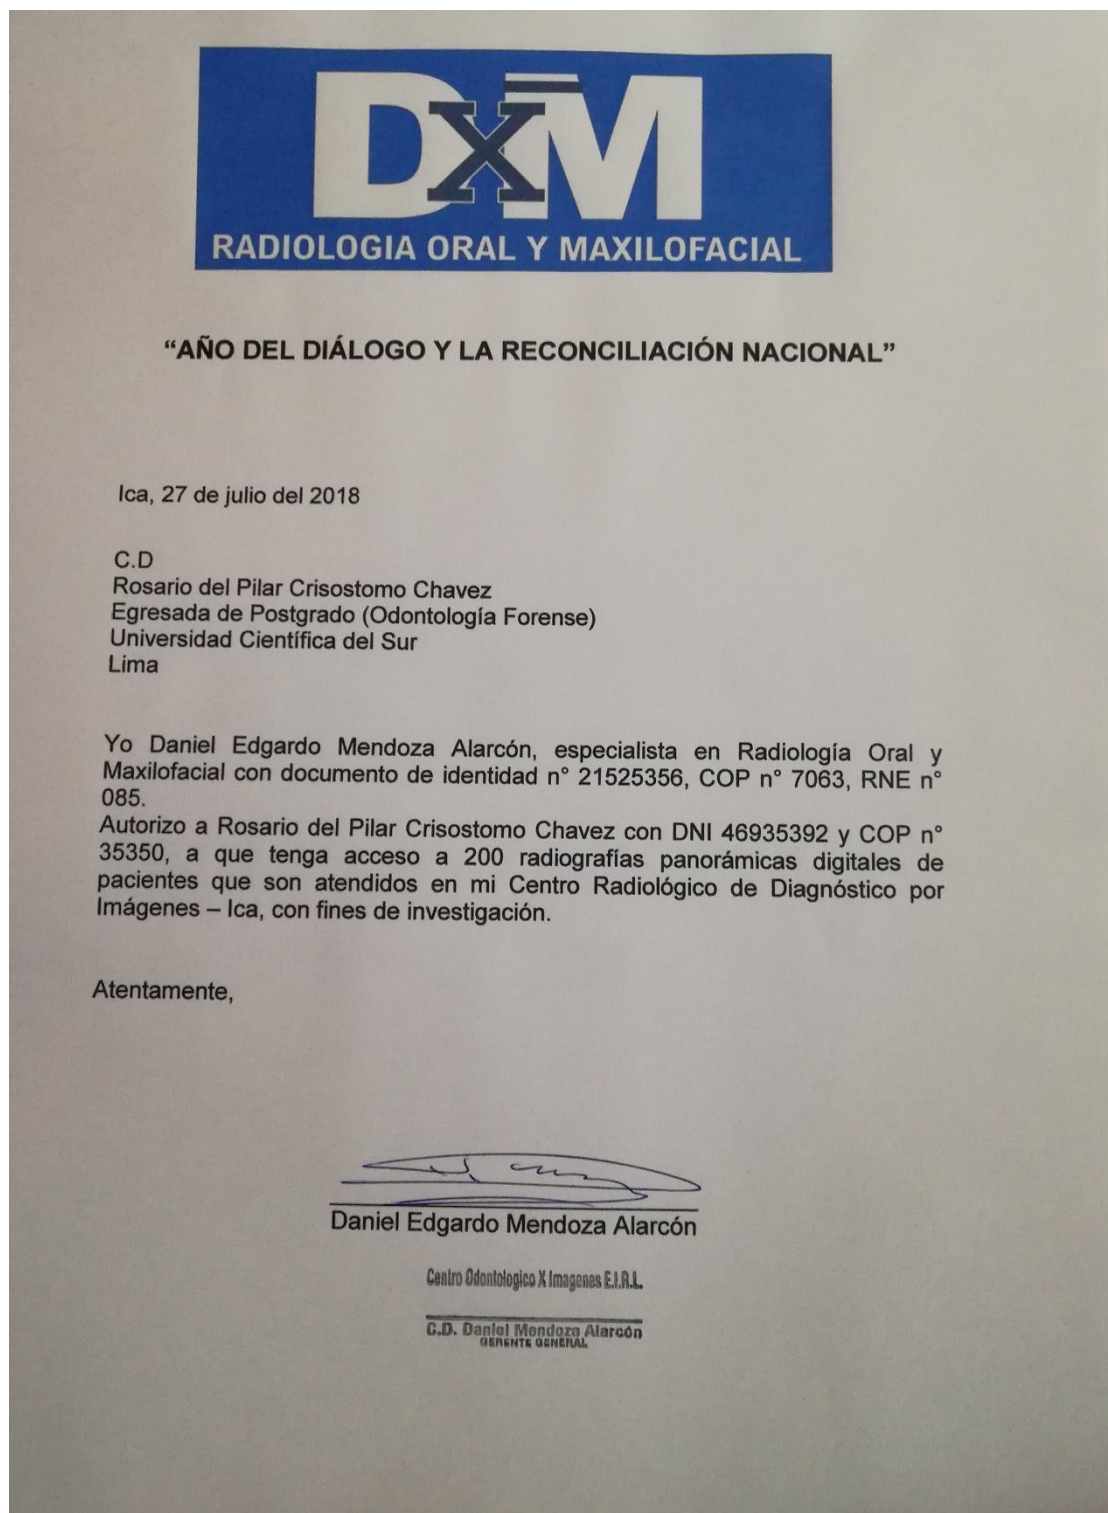 DXM
RADIOLOGIA ORAL Y MAXILOFACIAL
“AÑO DEL DIÁLOGO Y LA RECONCILIACIÓN NACIONAL”
Ica, 27 de julio del 2018
C.D
Rosario del Pilar Crisostomo Chavez
Egresada de Postgrado (Odontología Forense)
Universidad Científica del Sur
Lima
Yo Daniel Edgardo Mendoza Alarcón, especialista en Radiología Oral y
Maxilofacial con documento de identidad n° 21525356, COP n° 7063, RNE n°
085.
Autorizo a Rosario del Pilar Crisostomo Chavez con DNI 46935392 y COP n°
35350, a que tenga acceso a 200 radiografías panorámicas digitales de
pacientes que son atendidos en mi Centro Radiológico de Diagnóstico por
Imágenes – Ica, con fines de investigación.
Atentamente,
Daniel Edgardo Mendoza Alarcón
Centro Odontologico X Imagenes E.I.R.L.
C.D. Daniel Mendoza Alarcón
GERENTE GENERAL